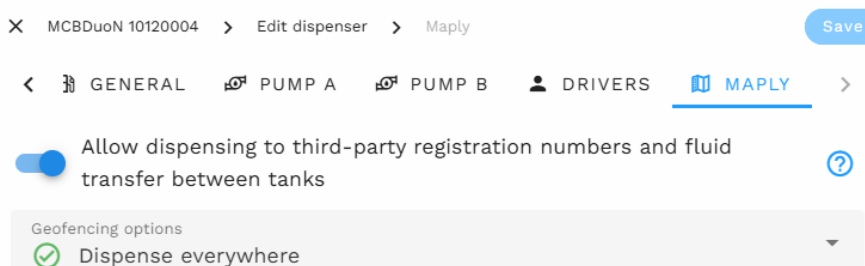 MCBDuoN 10120004 > Edit dispenser > Maply Save
GENERAL PUMP A PUMP B DRIVERS MAPLY
Allow dispensing to third-party registration numbers and fluid
transfer between tanks
Geofencing options
Dispense everywhere